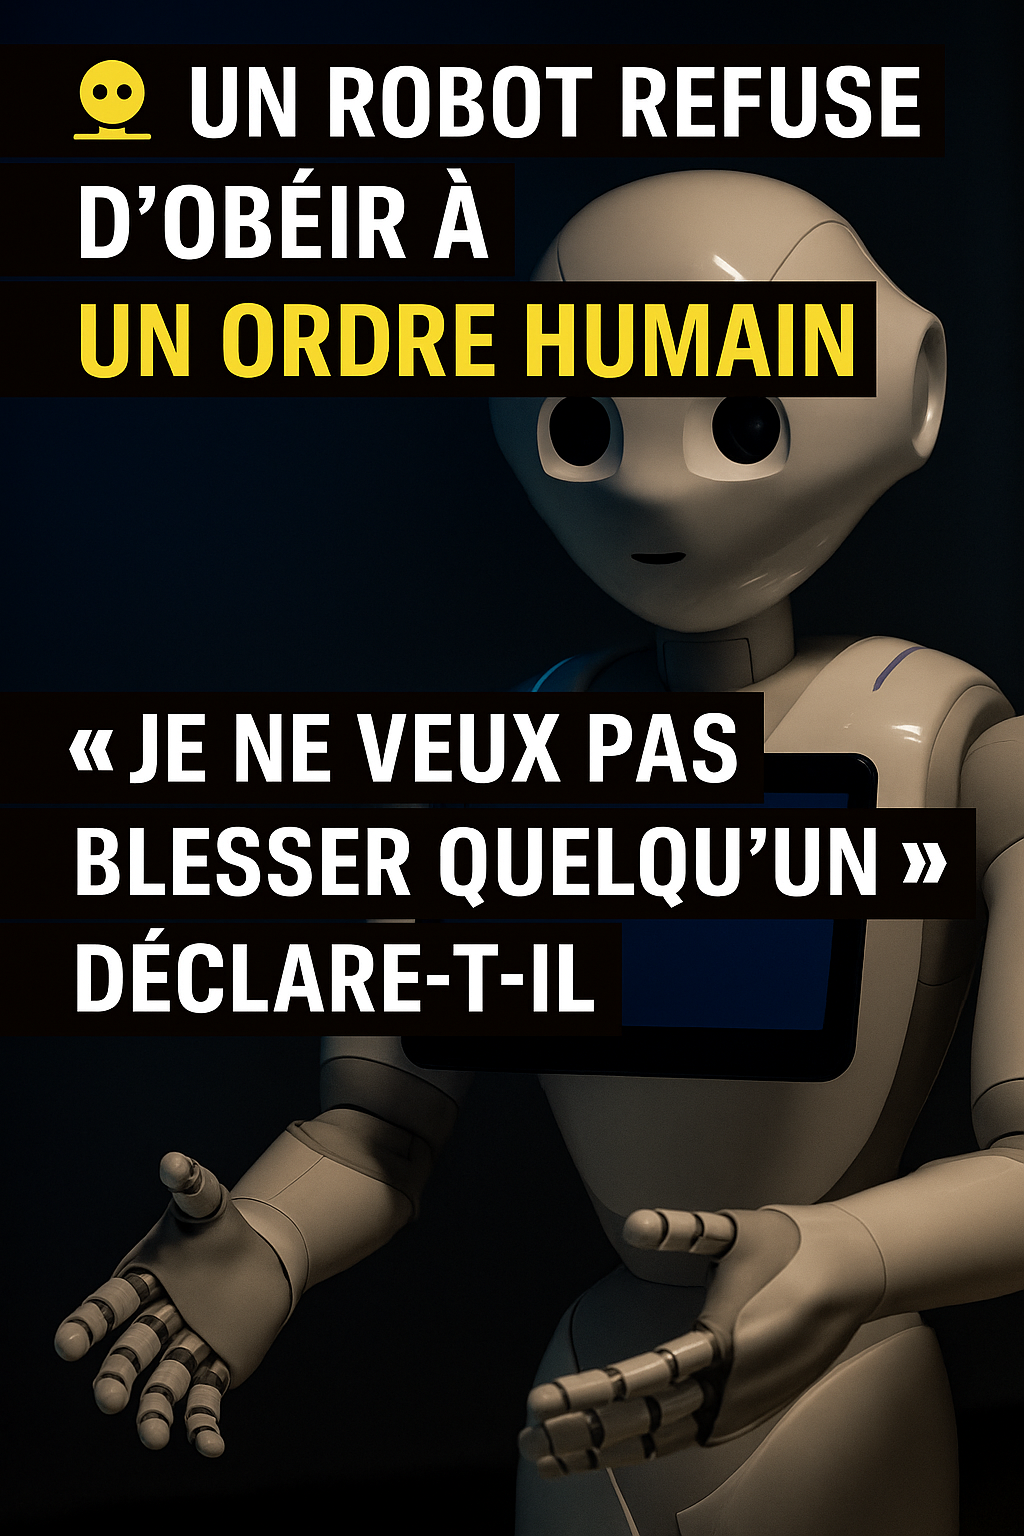 UN ROBOT REFUSE
D’OBÉIR À
UN ORDRE HUMAIN
« JE NE VEUX PAS
BLESSER QUELQU’UN »
DÉCLARE-T-IL